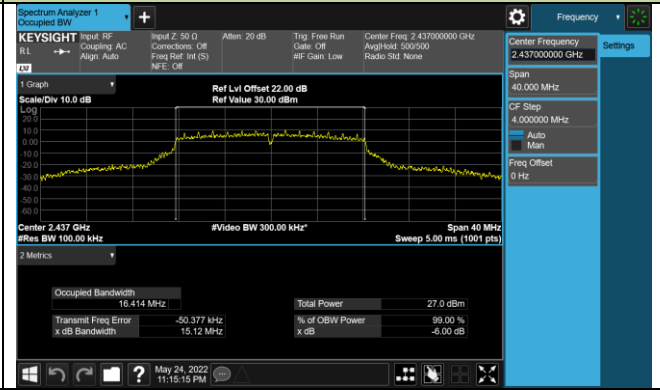 Spectrum Analyzer 1
Occupied BW
Frequency
KEYSIGHT
RL
LXI
Input: RF
Coupling: AC
Align: Auto
Input Z: 50 Ω
Corrections: Off
Freq Ref: Int (S)
NFE: Off
Atten: 20 dB
Trig: Free Run
Gate: Off
#IF Gain: Low
Center Freq: 2.437000000 GHz
Avg|Hold: 500/500
Radio Std: None
Center Frequency
2.437000000 GHz
Settings
Span
40.000 MHz
CF Step
4.000000 MHz
Auto
Man
Freq Offset
0 Hz
1 Graph
Scale/Div 10.0 dB
Ref Lvl Offset 22.00 dB
Ref Value 30.00 dBm
Log
20.0
10.0
0.00
-10.0
-20.0
-30.0
-40.0
-50.0
-60.0
Center 2.437 GHz
#Video BW 300.00 kHz*
Span 40 MHz
#Res BW 100.00 kHz
Sweep 5.00 ms (1001 pts)
2 Metrics
Occupied Bandwidth
16.414 MHz
Total Power 27.0 dBm
Transmit Freq Error -50.377 kHz
% of OBW Power 99.00 %
x dB Bandwidth 15.12 MHz
x dB -6.00 dB
?
May 24, 2022
11:15:15 PM